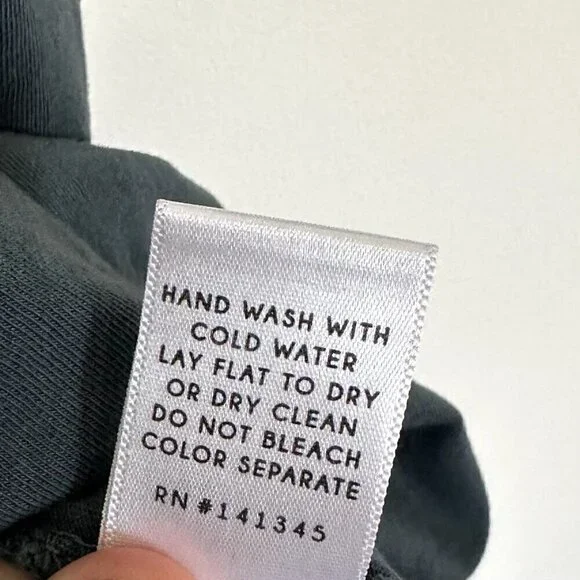 HAND WASH WITH
COLD WATER
LAY FLAT TO DRY
OR DRY CLEAN
DO NOT BLEACH
COLOR SEPARATE
RN #141345